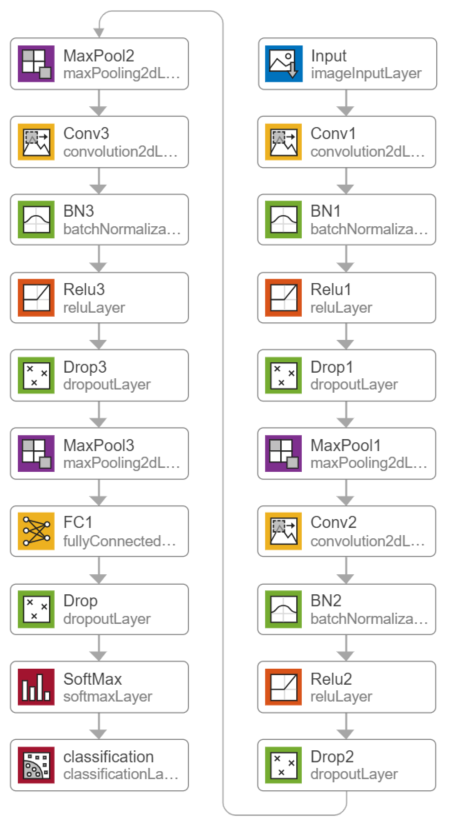 MaxPool2
maxPooling2dL...
Conv3
convolution2dL...
BN3
batchNormaliza...
Relu3
reluLayer
Drop3
dropoutLayer
MaxPool3
maxPooling2dL...
FC1
fullyConnected...
Drop
dropoutLayer
SoftMax
softmaxLayer
classification
classificationLa...
Input
imageInputLayer
Conv1
convolution2dL...
BN1
batchNormaliza...
Relu1
reluLayer
Drop1
dropoutLayer
MaxPool1
maxPooling2dL...
Conv2
convolution2dL...
BN2
batchNormaliza...
Relu2
reluLayer
Drop2
dropoutLayer